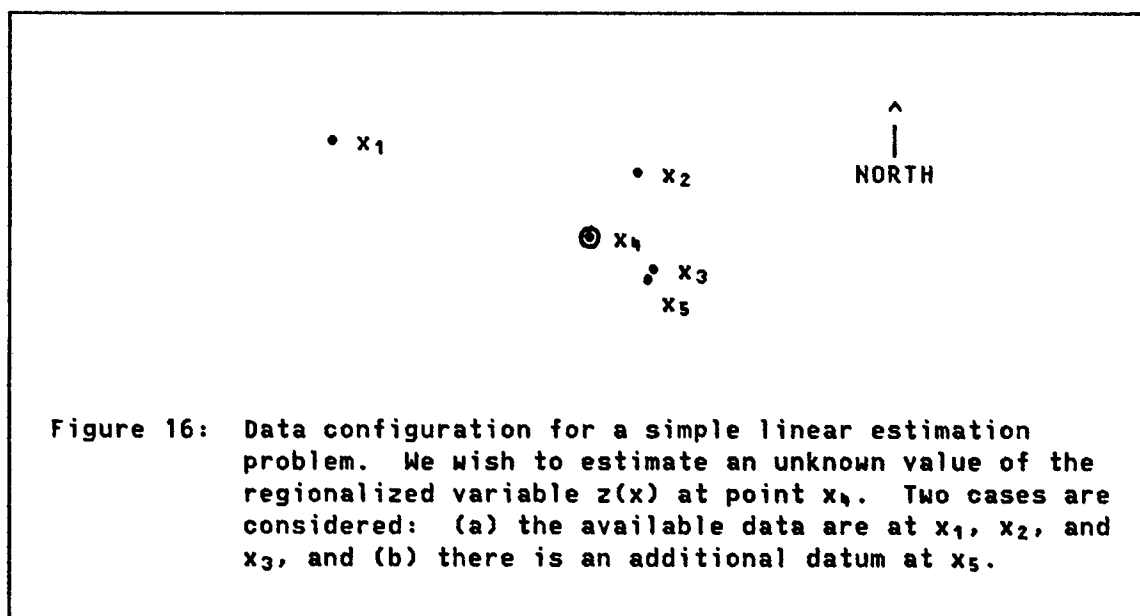 x₁
^
|
x₂
NORTH
x₄
x₃
x₅
Figure 16: Data configuration for a simple linear estimation
problem. We wish to estimate an unknown value of the
regionalized variable z(x) at point x₄. Two cases are
considered: (a) the available data are at x₁, x₂, and
x₃, and (b) there is an additional datum at x₅.